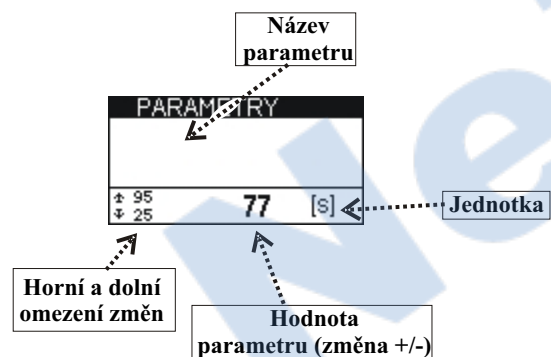 Název
parametru
PARAMETRY
95
25
77 [s]
Jednotka
Horní a dolní
omezení změn
Hodnota
parametru (změna +/-)